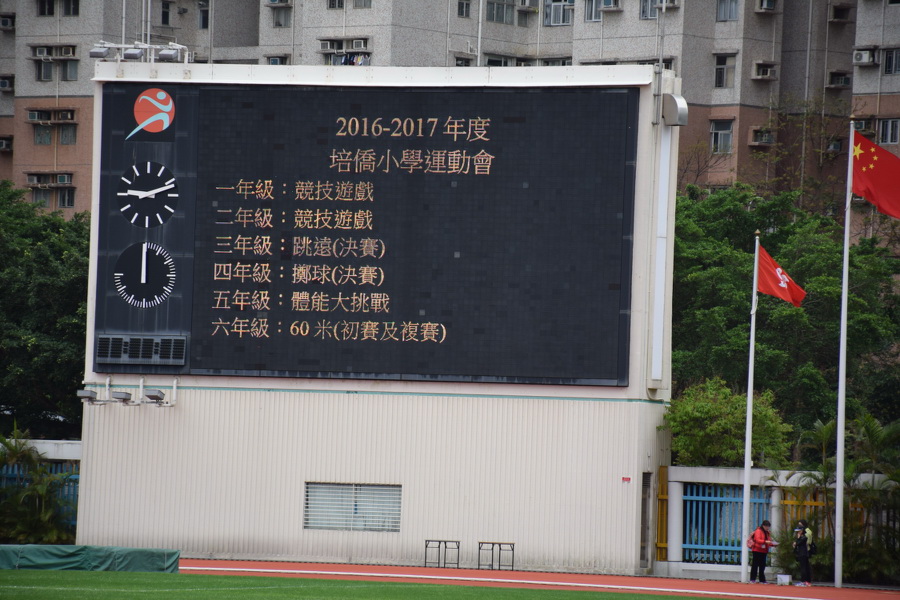 2016-2017 年度
培僑小學運動會
一年級：競技遊戲
二年級：競技遊戲
三年級：跳遠(決賽)
四年級：擲球(決賽)
五年級：體能大挑戰
六年級：60 米(初賽及複賽)